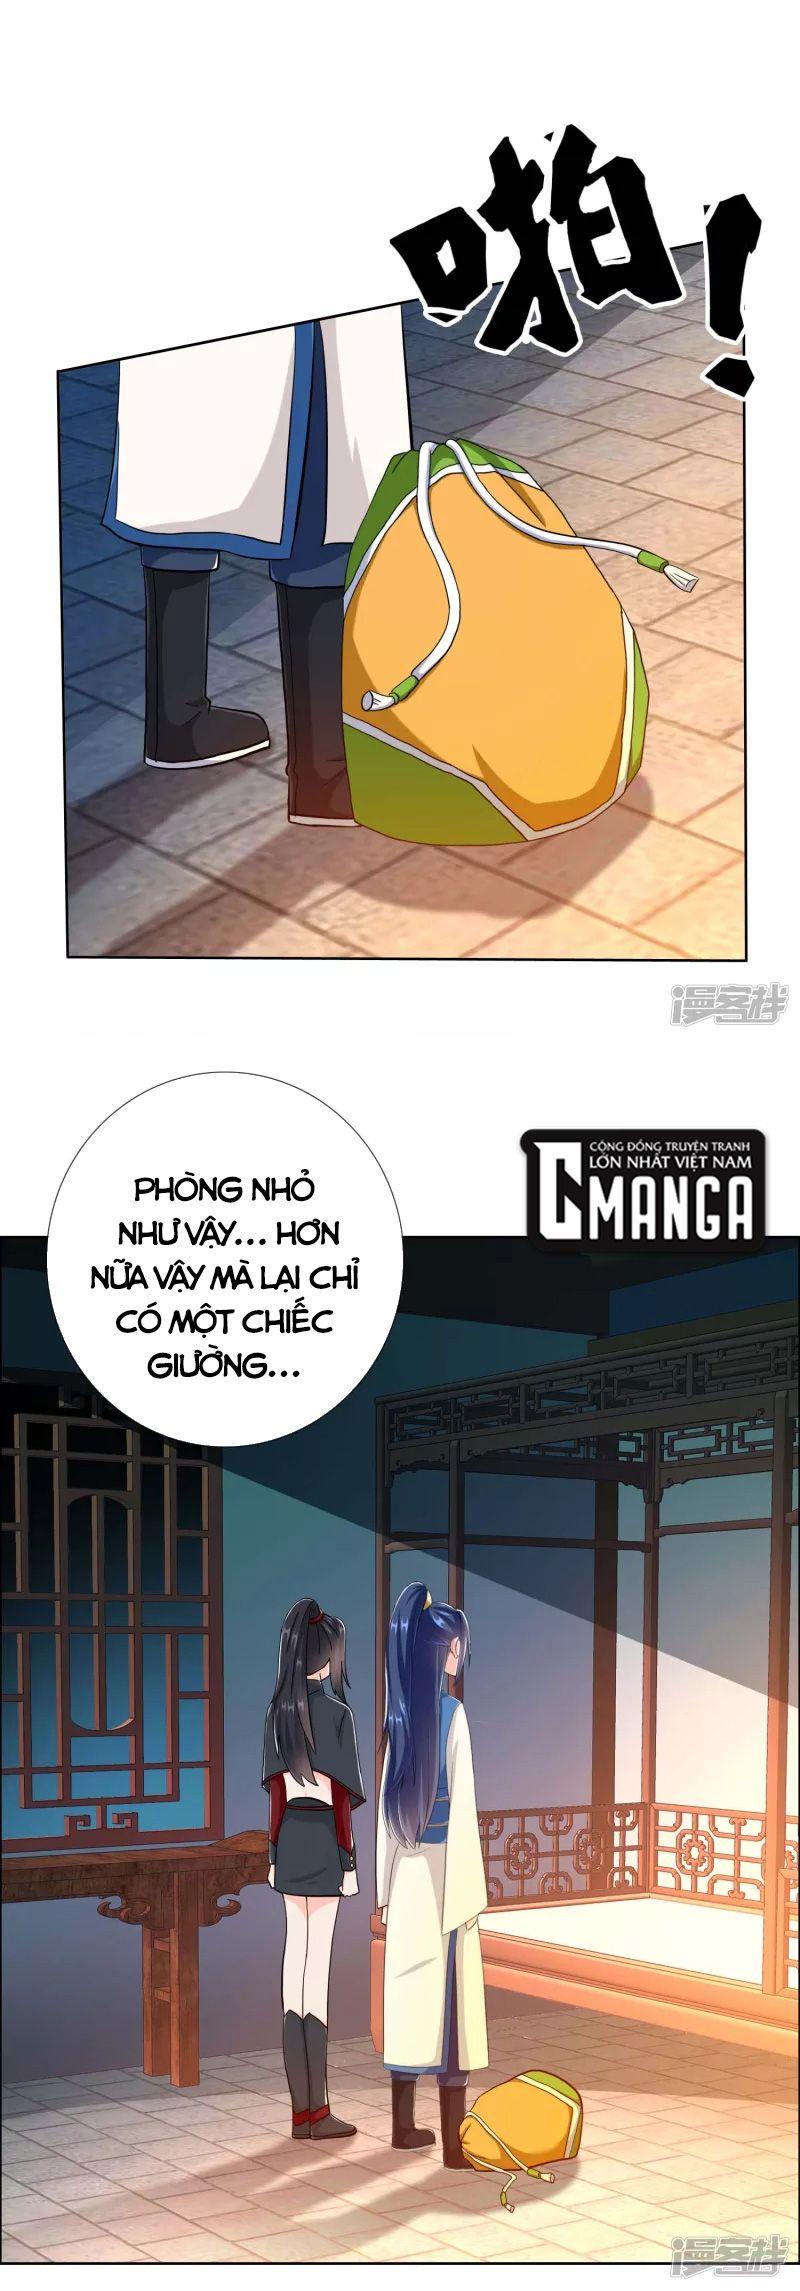 啪!
漫客栈
CỘNG ĐỒNG TRUYỆN TRANH
LỚN NHẤT VIỆT NAM
CMANGA
PHÒNG NHỎ
NHƯ VẬY... HƠN
NỮA VẬY MÀ LẠI CHỈ
CÓ MỘT CHIẾC
GIƯỜNG...
漫客栈